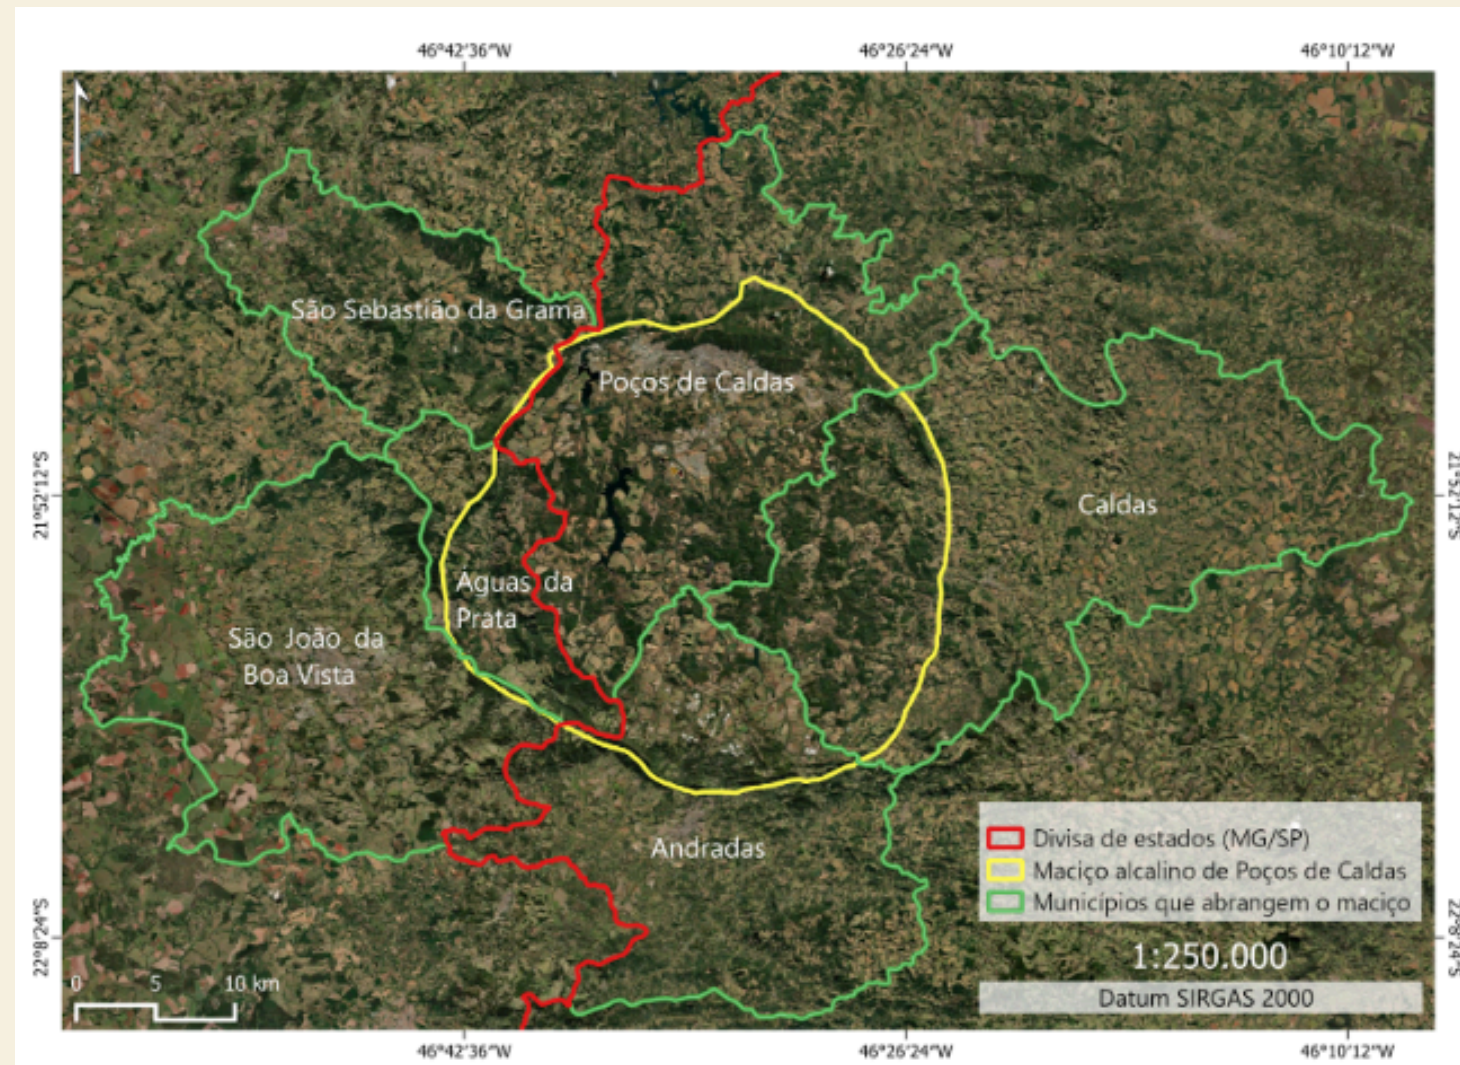 46°42'36"W 46°26'24"W 46°10'12"W
São Sebastião da Grama
Poços de Caldas
21°52'12"S
21°52'12"S
Caldas
Águas da
Prata
São João da
Boa Vista
Andradas
Divisa de estados (MG/SP)
Maciço alcalino de Poços de Caldas
Municípios que abrangem o maciço
22°8'24"S
22°8'24"S
1:250.000
0 5 10 km
Datum SIRGAS 2000
46°42'36"W 46°26'24"W 46°10'12"W